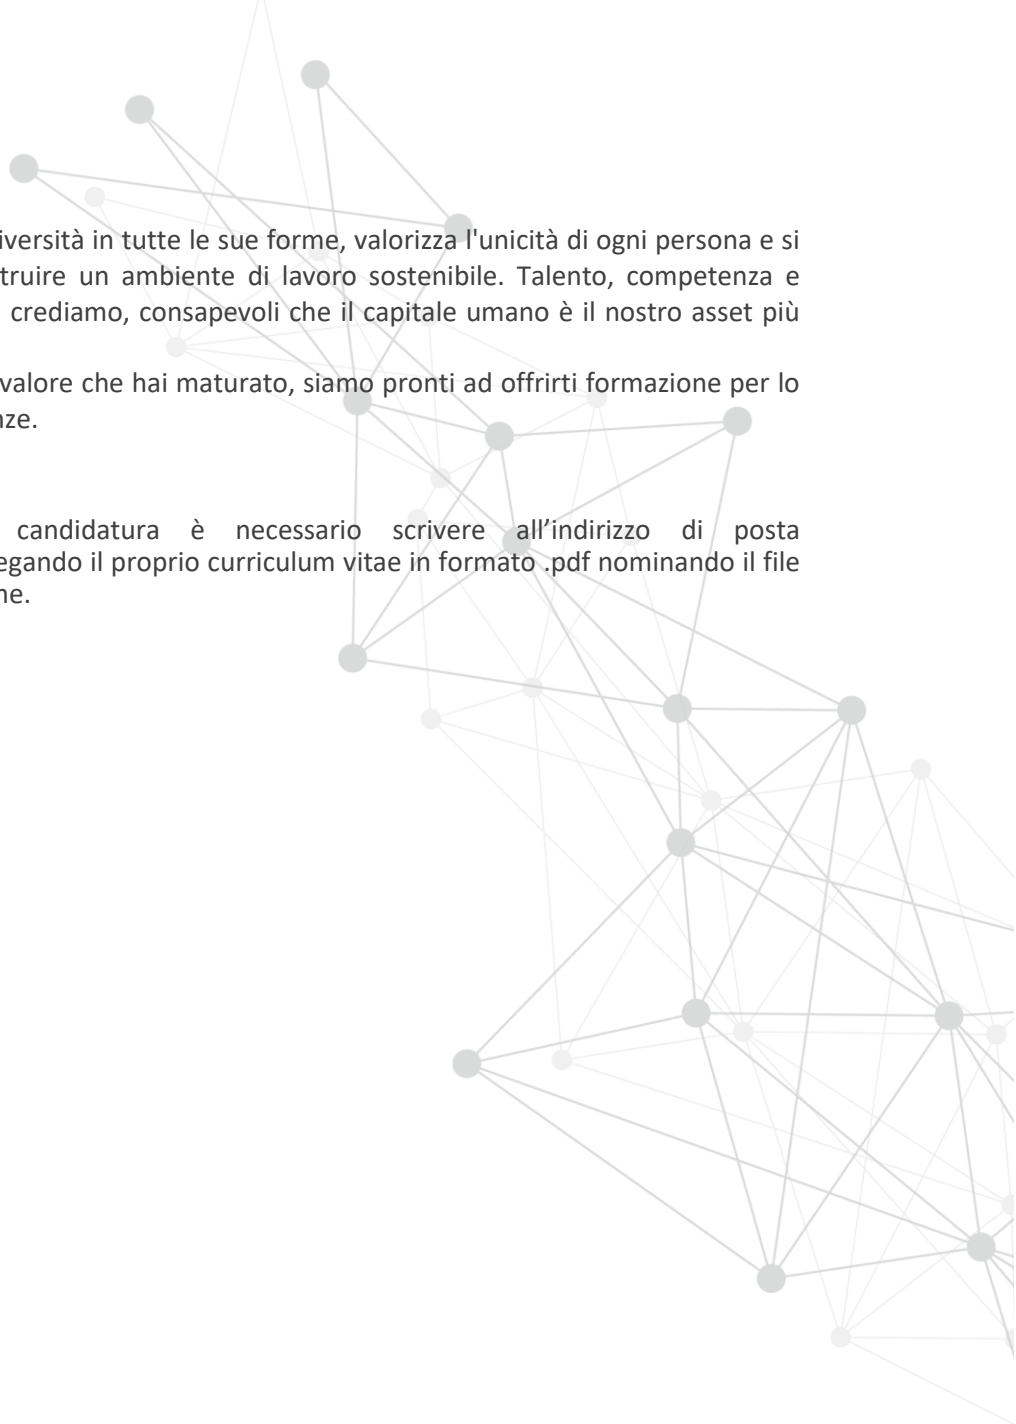 iversità in tutte le sue forme, valorizza l'unicità di ogni persona e si
truire un ambiente di lavoro sostenibile. Talento, competenza e
crediamo, consapevoli che il capitale umano è il nostro asset più
valore che hai maturato, siamo pronti ad offrirti formazione per lo
nze.
candidatura è necessario scrivere all’indirizzo di posta
egando il proprio curriculum vitae in formato .pdf nominando il file
ne.